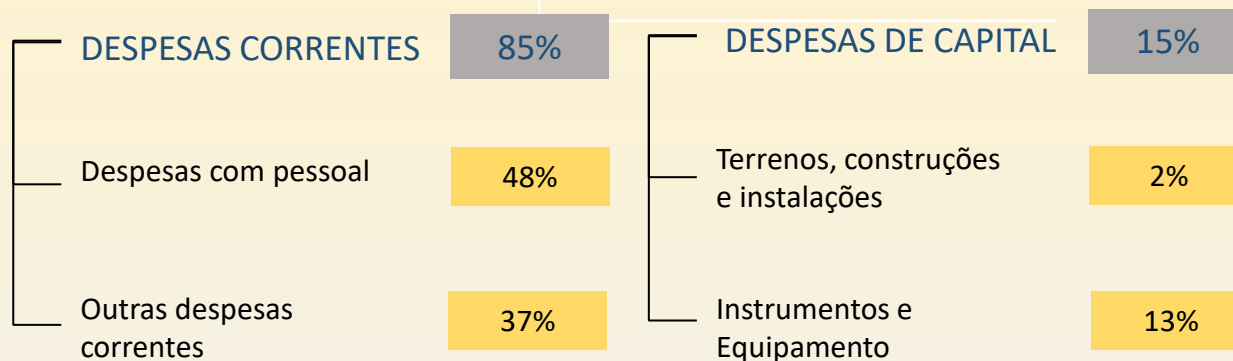 DESPESAS CORRENTES 85%
Despesas com pessoal 48%
Outras despesas
correntes 37%
DESPESAS DE CAPITAL 15%
Terrenos, construções
e instalações 2%
Instrumentos e
Equipamento 13%